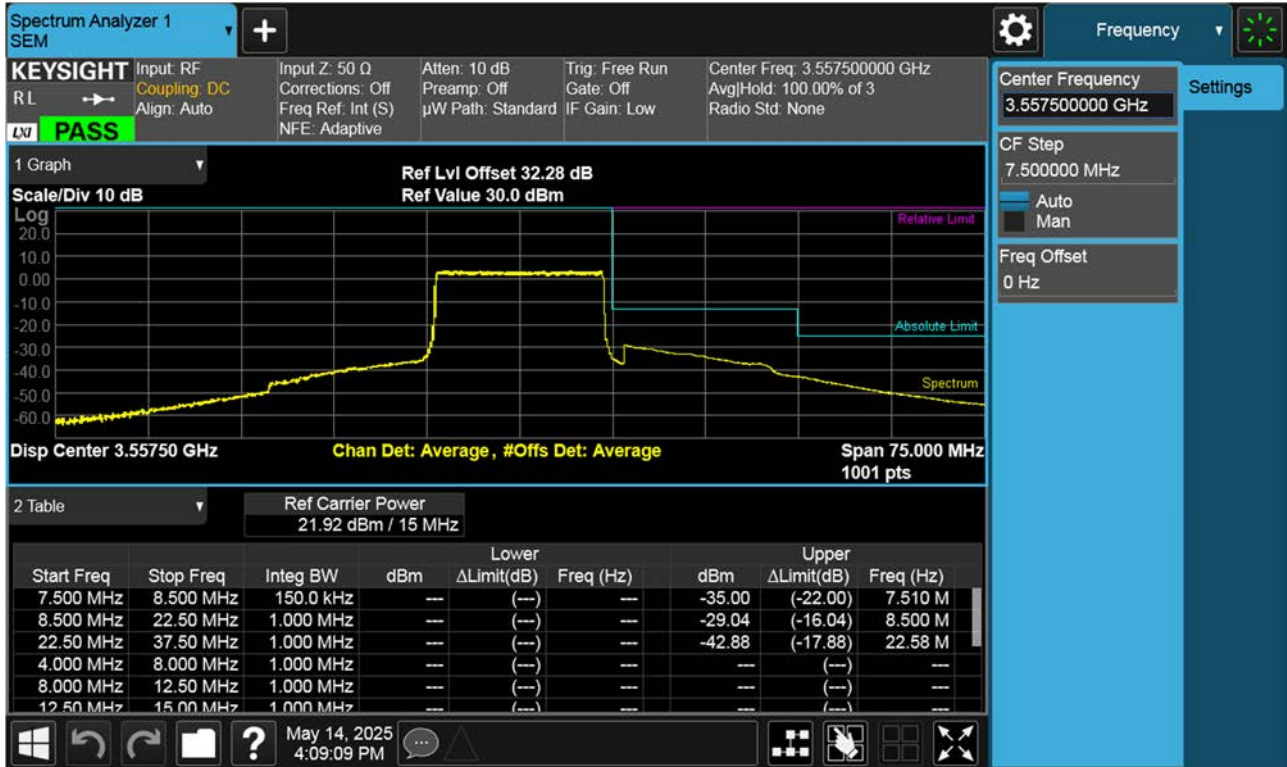 Spectrum Analyzer 1
SEM
Frequency
KEYSIGHT
RL
LXI
PASS
Input: RF
Coupling: DC
Align: Auto
Input Z: 50 Ω
Corrections: Off
Freq Ref: Int (S)
NFE: Adaptive
Atten: 10 dB
Preamp: Off
µW Path: Standard
Trig: Free Run
Gate: Off
IF Gain: Low
Center Freq: 3.557500000 GHz
Avg|Hold: 100.00% of 3
Radio Std: None
Center Frequency
3.557500000 GHz
Settings
CF Step
7.500000 MHz
Auto
Man
Freq Offset
0 Hz
1 Graph
Scale/Div 10 dB
Ref Lvl Offset 32.28 dB
Ref Value 30.0 dBm
Log
20.0
10.0
0.00
-10.0
-20.0
-30.0
-40.0
-50.0
-60.0
Relative Limit
Absolute Limit
Spectrum
Disp Center 3.55750 GHz
Chan Det: Average, #Offs Det: Average
Span 75.000 MHz
1001 pts
2 Table
Ref Carrier Power
21.92 dBm / 15 MHz
Lower Upper
Start Freq Stop Freq Integ BW dBm ΔLimit(dB) Freq (Hz) dBm ΔLimit(dB) Freq (Hz)
7.500 MHz 8.500 MHz 150.0 kHz --- (---) --- -35.00 (-22.00) 7.510 M
8.500 MHz 22.50 MHz 1.000 MHz --- (---) --- -29.04 (-16.04) 8.500 M
22.50 MHz 37.50 MHz 1.000 MHz --- (---) --- -42.88 (-17.88) 22.58 M
4.000 MHz 8.000 MHz 1.000 MHz --- (---) --- --- (---) ---
8.000 MHz 12.50 MHz 1.000 MHz --- (---) --- --- (---) ---
12.50 MHz 15.00 MHz 1.000 MHz --- (---) --- --- (---) ---
?
May 14, 2025
4:09:09 PM